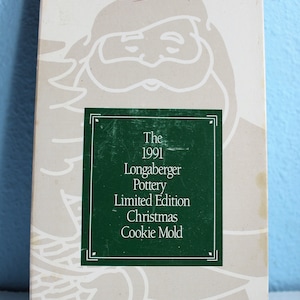 The
1991
Longaberger
Pottery
Limited Edition
Christmas
Cookie Mold